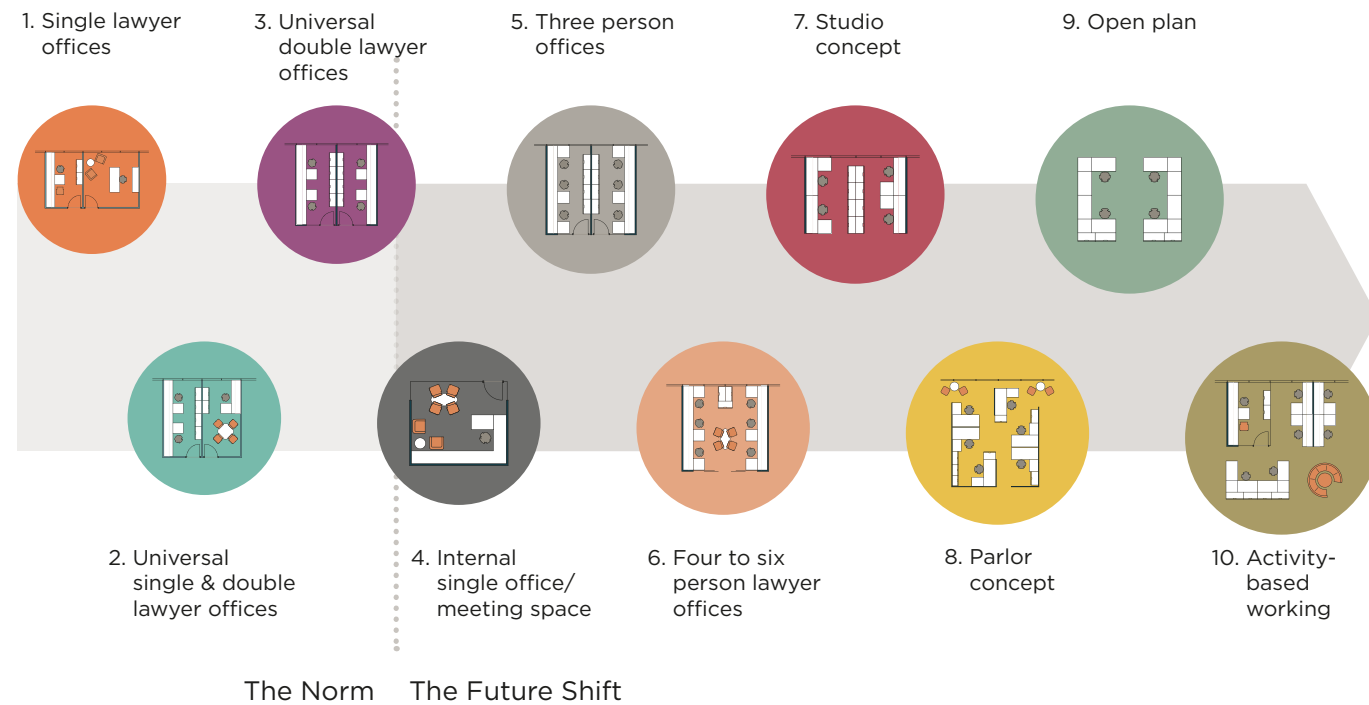 1. Single lawyer
offices
3. Universal
double lawyer
offices
5. Three person
offices
7. Studio
concept
9. Open plan
2. Universal
single & double
lawyer offices
4. Internal
single office/
meeting space
6. Four to six
person lawyer
offices
8. Parlor
concept
10. Activity-
based
working
The Norm
The Future Shift